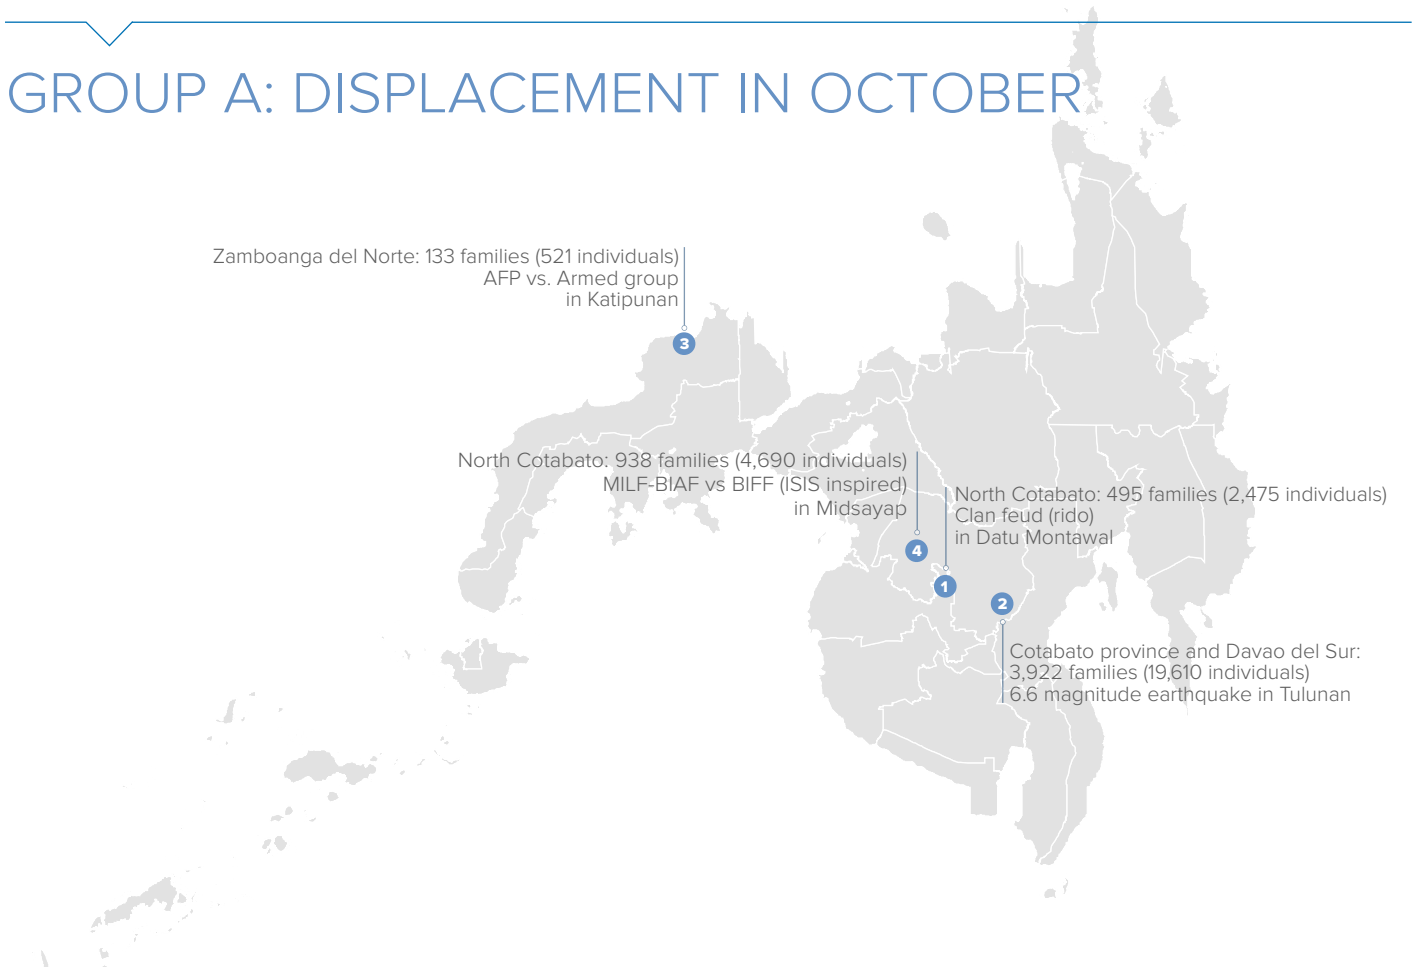 GROUP A: DISPLACEMENT IN OCTOBER
Zamboanga del Norte: 133 families (521 individuals)
AFP vs. Armed group
in Katipunan
3
North Cotabato: 938 families (4,690 individuals)
MILF-BIAF vs BIFF (ISIS inspired)
in Midsayap
4
North Cotabato: 495 families (2,475 individuals)
Clan feud (rido)
in Datu Montawal
1
2
Cotabato province and Davao del Sur:
3,922 families (19,610 individuals)
6.6 magnitude earthquake in Tulunan